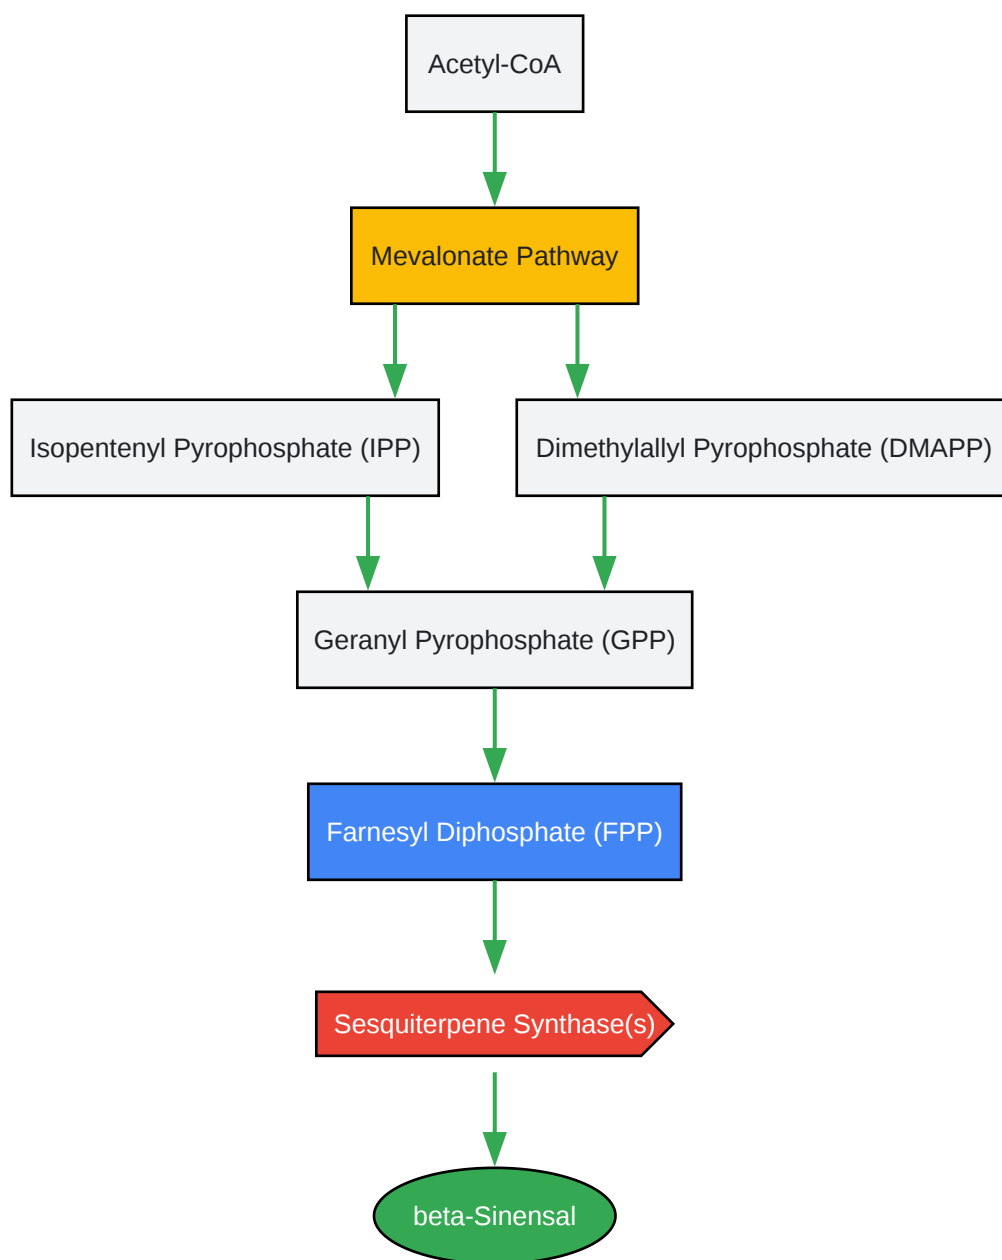 Acetyl-CoA
Mevalonate Pathway
Isopentenyl Pyrophosphate (IPP)
Dimethylallyl Pyrophosphate (DMAPP)
Geranyl Pyrophosphate (GPP)
Farnesyl Diphosphate (FPP)
Sesquiterpene Synthase(s)
beta-Sinensal